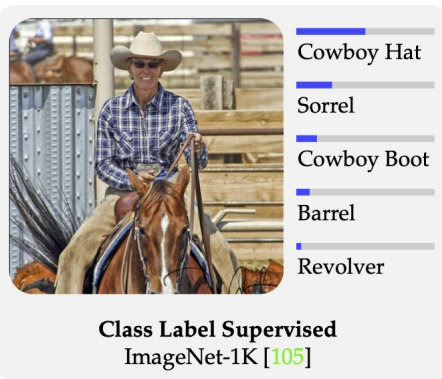 Cowboy Hat
Sorrel
Cowboy Boot
Barrel
Revolver
Class Label Supervised
ImageNet-1K [105]